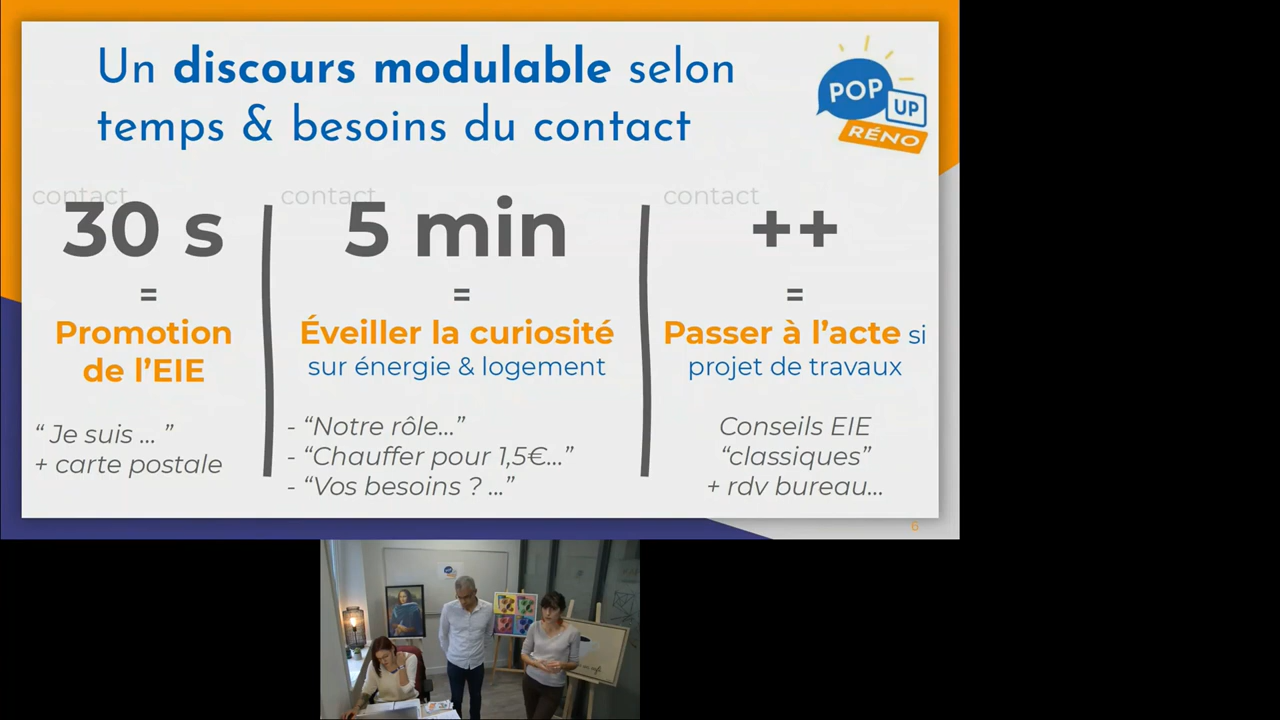 Un discours modulable selon
temps & besoins du contact
POP
UP
RÉNO
contact
30 s
=
Promotion
de l’EIE
“ Je suis ... ”
+ carte postale
contact
5 min
=
Éveiller la curiosité
sur énergie & logement
- “Notre rôle...”
- “Chauffer pour 1,5€...”
- “Vos besoins ? ...”
contact
++
=
Passer à l’acte si
projet de travaux
Conseils EIE
“classiques”
+ rdv bureau...
6